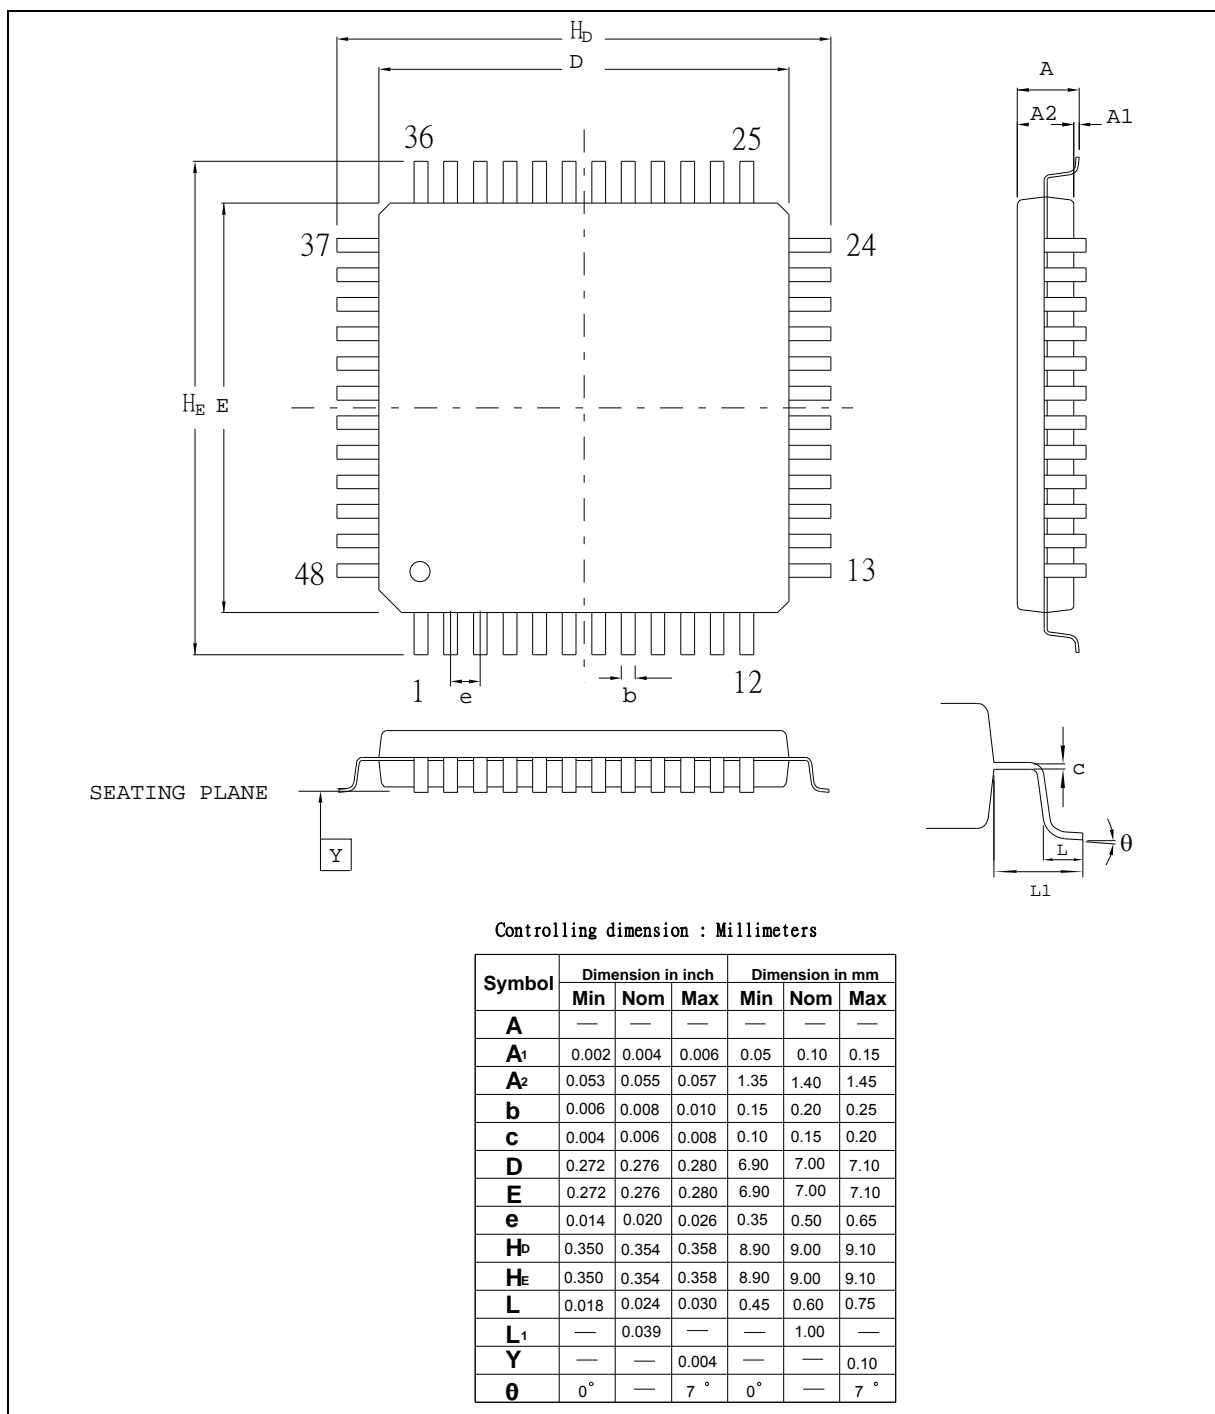 HD
D
A
A2 A1
36 25
37 24
HE E
48 13
1 e b 12
SEATING PLANE
Y
c
L θ
L1
Controlling dimension : Millimeters
Symbol Dimension in inch Dimension in mm
Min Nom Max Min Nom Max
A — — — — — —
A1 0.002 0.004 0.006 0.05 0.10 0.15
A2 0.053 0.055 0.057 1.35 1.40 1.45
b 0.006 0.008 0.010 0.15 0.20 0.25
c 0.004 0.006 0.008 0.10 0.15 0.20
D 0.272 0.276 0.280 6.90 7.00 7.10
E 0.272 0.276 0.280 6.90 7.00 7.10
e 0.014 0.020 0.026 0.35 0.50 0.65
HD 0.350 0.354 0.358 8.90 9.00 9.10
HE 0.350 0.354 0.358 8.90 9.00 9.10
L 0.018 0.024 0.030 0.45 0.60 0.75
L1 — 0.039 — — 1.00 —
Y — — 0.004 — — 0.10
θ 0° — 7° 0° — 7°